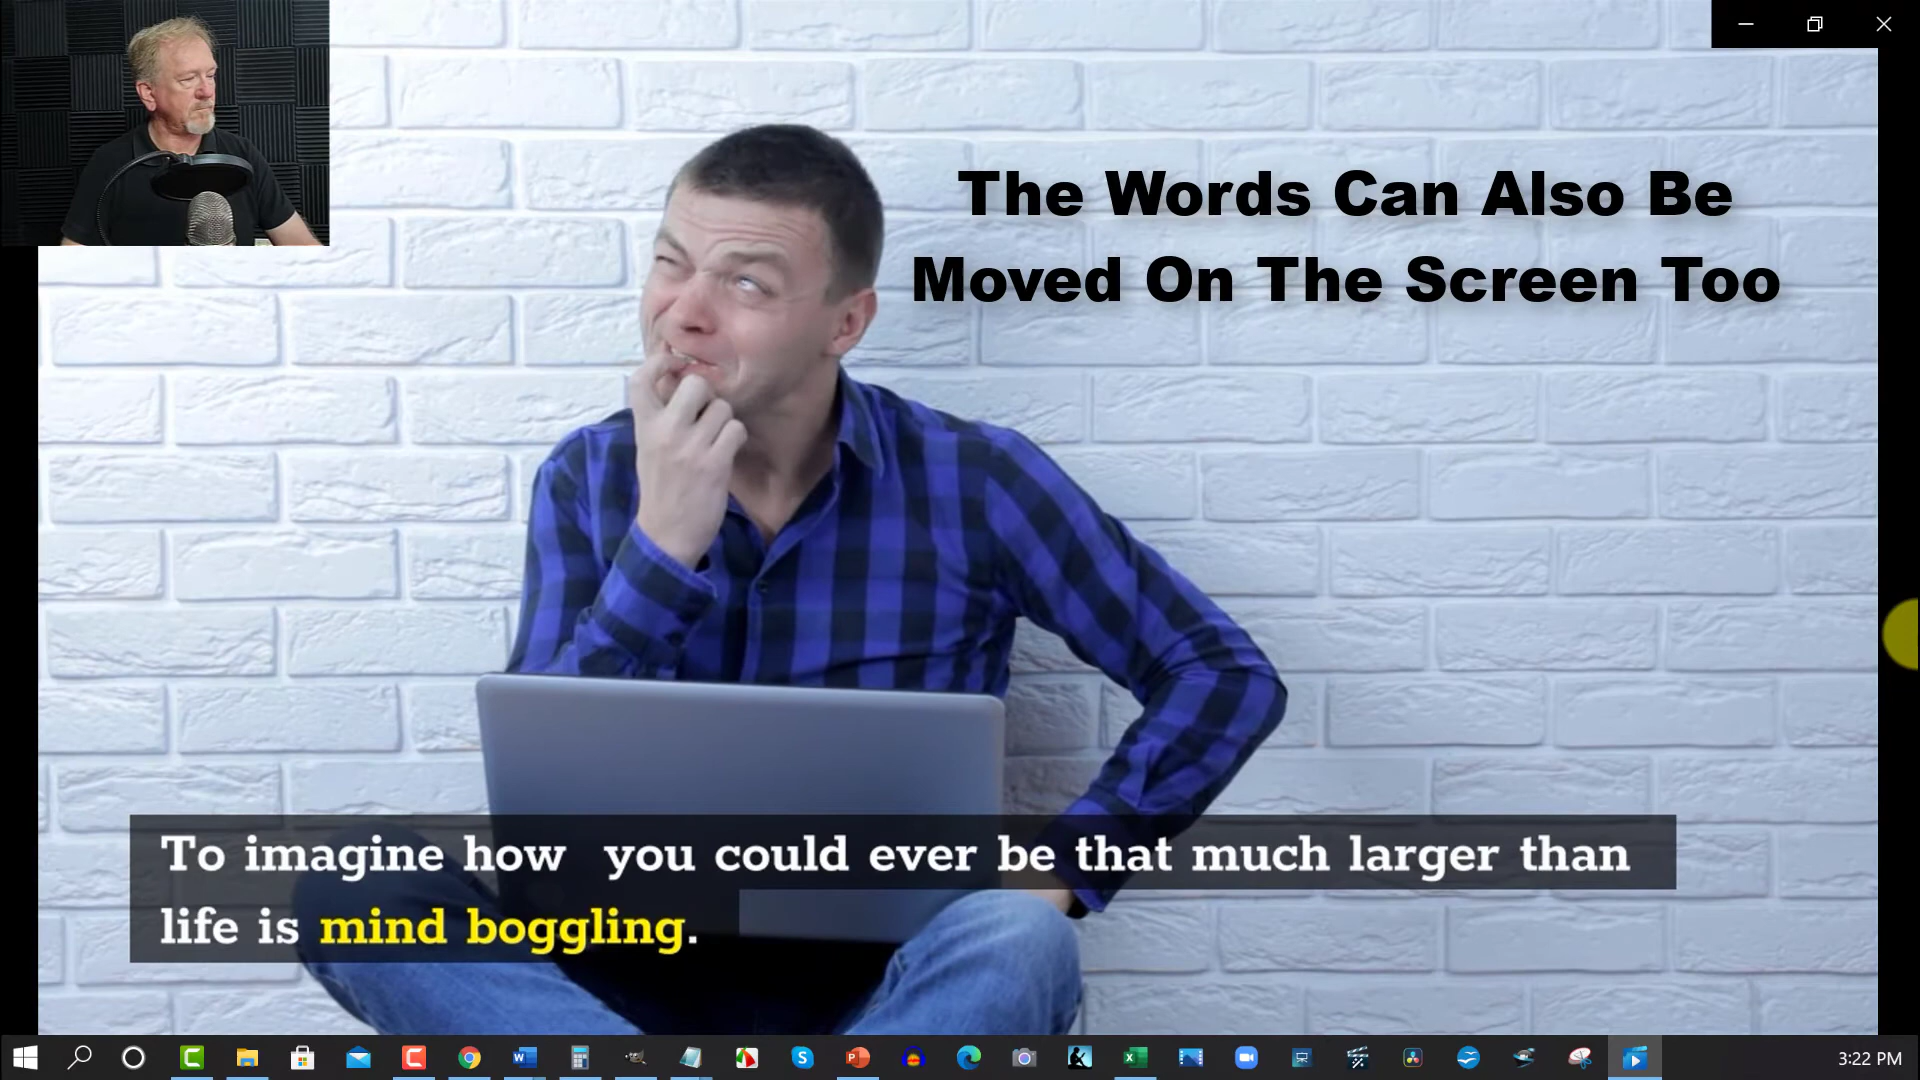 The Words Can Also Be
Moved On The Screen Too
To imagine how you could ever be that much larger than
life is mind boggling.
3:22 PM